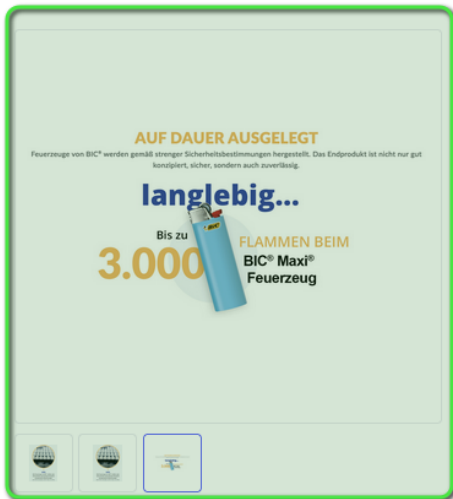 AUF DAUER AUSGELEGT
Feuerzeuge von BIC® werden gemäß strenger Sicherheitsbestimmungen hergestellt. Das Endprodukt ist nicht nur gut
konzipiert, sicher, sondern auch zuverlässig.
langlebig...
Bis zu
3.000
FLAMMEN BEIM
BIC® Maxi®
Feuerzeug
BIC